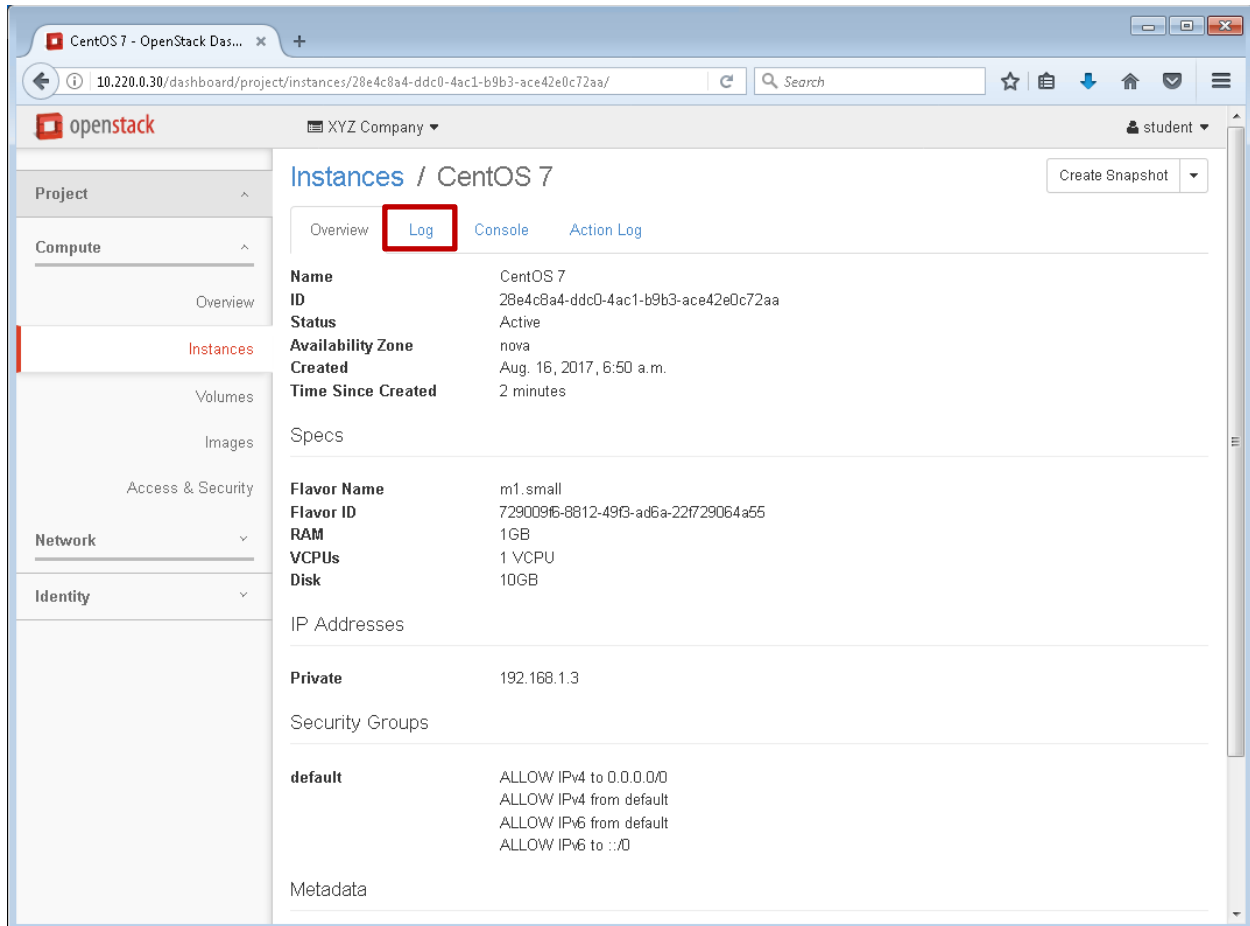 CentOS 7 - OpenStack Das...
10.220.0.30/dashboard/project/instances/28e4c8a4-ddc0-4ac1-b9b3-ace42e0c72aa/ Search
openstack XYZ Company student
Instances / CentOS 7 Create Snapshot
Project
Overview Log Console Action Log
Compute
Name CentOS 7
ID 28e4c8a4-ddc0-4ac1-b9b3-ace42e0c72aa
Overview
Status Active
Availability Zone nova
Instances
Created Aug. 16, 2017, 6:50 a.m.
Time Since Created 2 minutes
Volumes
Specs
Images
Access & Security
Flavor Name m1.small
Flavor ID 729009f6-8812-49f3-ad6a-22f729064a55
RAM 1GB
Network
VCPUs 1 VCPU
Disk 10GB
Identity
IP Addresses
Private 192.168.1.3
Security Groups
default ALLOW IPv4 to 0.0.0.0/0
ALLOW IPv4 from default
ALLOW IPv6 from default
ALLOW IPv6 to ::/0
Metadata